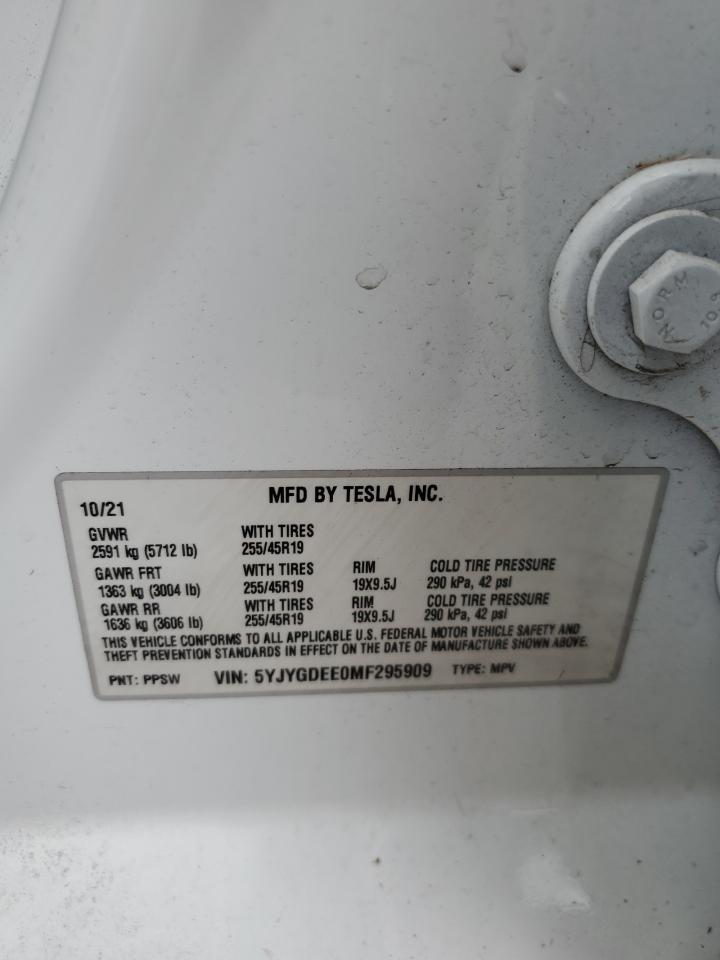 NORM
10.9
MFD BY TESLA, INC.
10/21
GVWR WITH TIRES
2591 kg (5712 lb) 255/45R19
GAWR FRT WITH TIRES RIM COLD TIRE PRESSURE
1363 kg (3004 lb) 255/45R19 19X9.5J 290 kPa, 42 psi
GAWR RR WITH TIRES RIM COLD TIRE PRESSURE
1636 kg (3606 lb) 255/45R19 19X9.5J 290 kPa, 42 psi
THIS VEHICLE CONFORMS TO ALL APPLICABLE U.S. FEDERAL MOTOR VEHICLE SAFETY AND
THEFT PREVENTION STANDARDS IN EFFECT ON THE DATE OF MANUFACTURE SHOWN ABOVE.
PNT: PPSW VIN: 5YJYGDEE0MF295909 TYPE: MPV